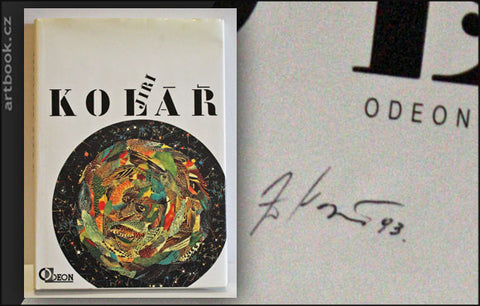 artbook.cz
KOLÁŘ
JIŘÍ
ODEON
ODEON
93.